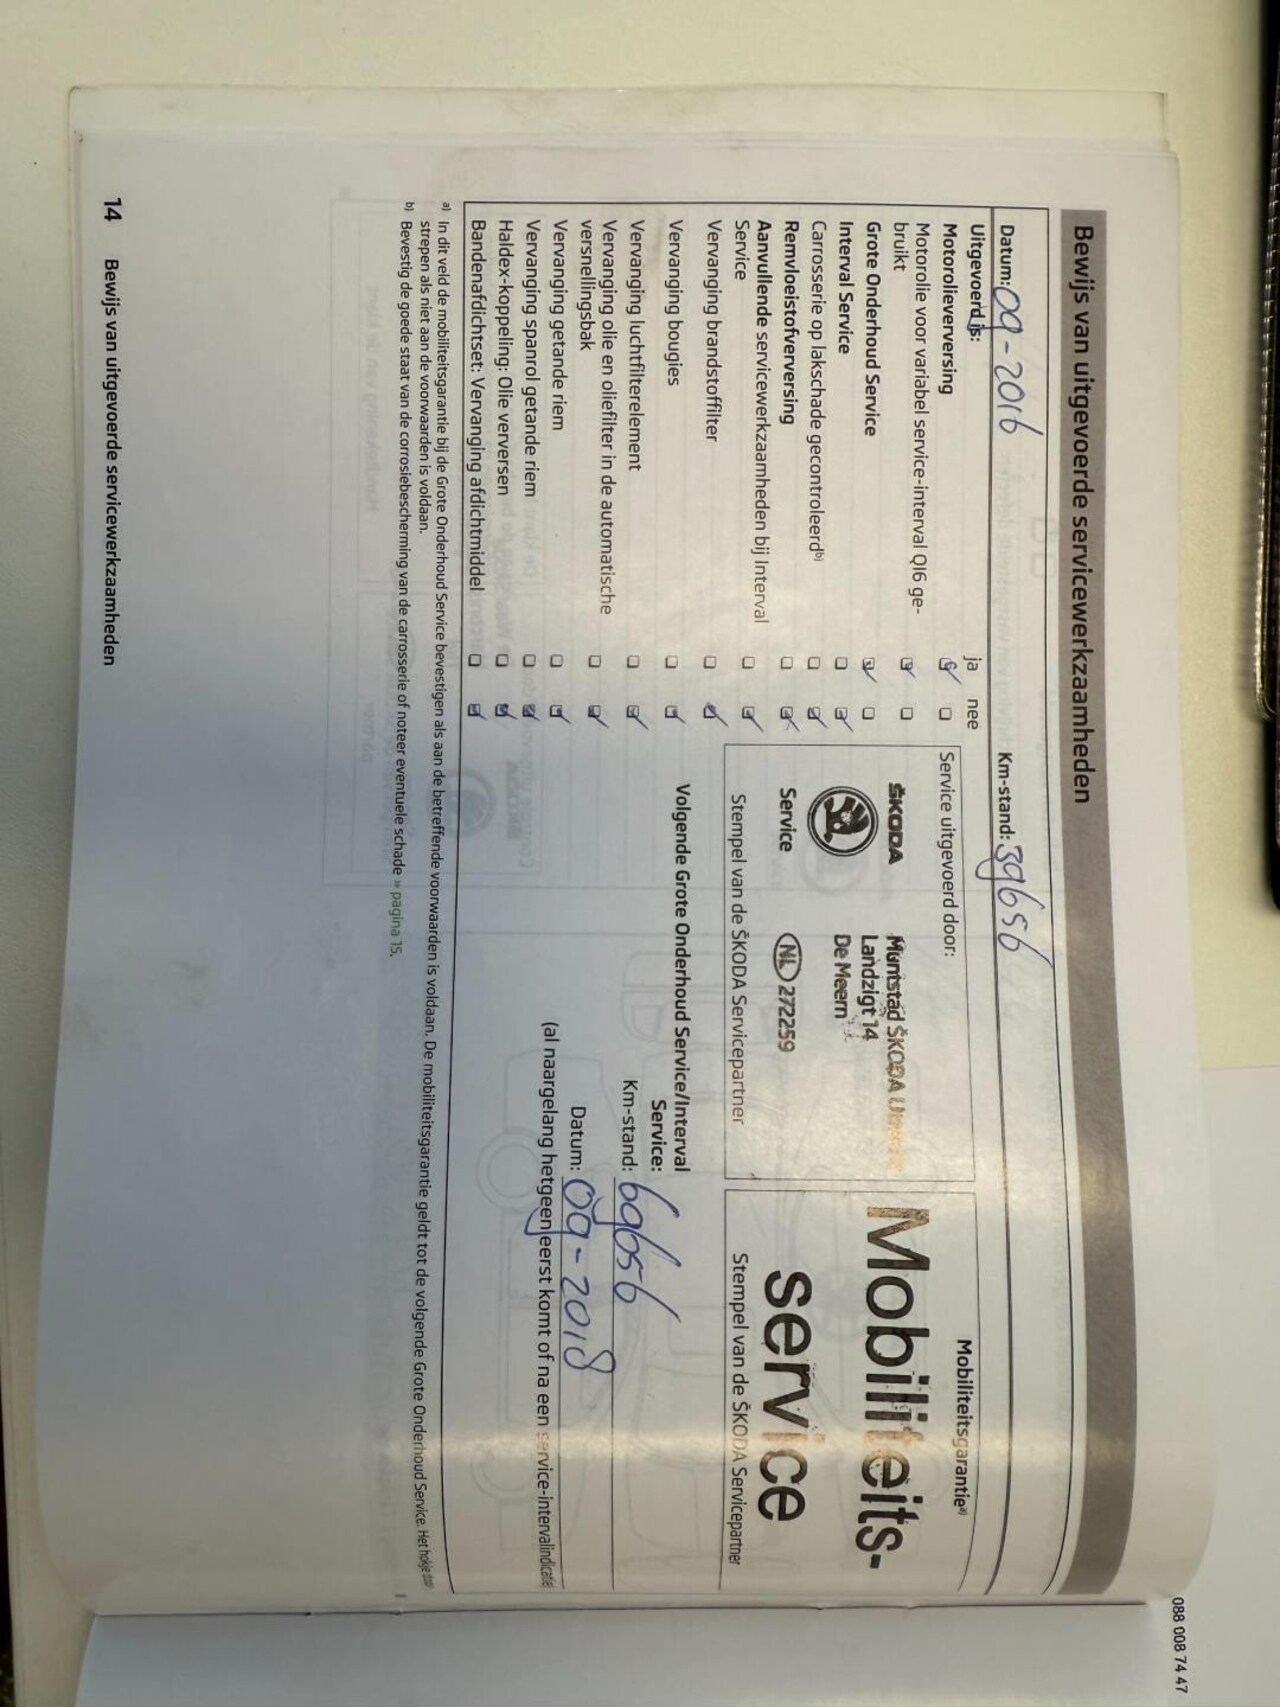 Bewijs van uitgevoerde servicewerkzaamheden
Datum: 09-2016
Km-stand: 39656
Uitgevoerd is:
ja nee
Motorolieverversing
Motorolie voor variabel service-interval QI6 ge-
bruikt
Grote Onderhoud Service
Interval Service
Carrosserie op lakschade gecontroleerd b)
Remvloeistofverversing
Aanvullende servicewerkzaamheden bij Interval
Service
Vervanging brandstoffilter
Vervanging bougies
Vervanging luchtfilterelement
Vervanging olie en oliefilter in de automatische
versnellingsbak
Vervanging getande riem
Vervanging spanrol getande riem
Haldex-koppeling: Olie verversen
Bandenafdichtset: Vervanging afdichtmiddel
Service uitgevoerd door:
ŠKODA
Service
Muntstad ŠKODA
Landzigt 14
De Meern
NL 272259
Stempel van de ŠKODA Servicepartner
Mobiliteitsgarantie a)
Mobiliteits-
service
Stempel van de ŠKODA Servicepartner
Volgende Grote Onderhoud Service/Interval
Service:
Km-stand: 69656
Datum: 09-2018
(al naargelang hetgeen eerst komt of na een service-intervalindicatie
a) In dit veld de mobiliteitsgarantie bij de Grote Onderhoud Service bevestigen als aan de betreffende voorwaarden is voldaan. De mobiliteitsgarantie geldt tot de volgende Grote Onderhoud Service. Het hokje
strepen als niet aan de voorwaarden is voldaan.
b) Bevestig de goede staat van de corrosiebescherming van de carrosserie of noteer eventuele schade » pagina 15.
14 Bewijs van uitgevoerde servicewerkzaamheden
088 008 74 47